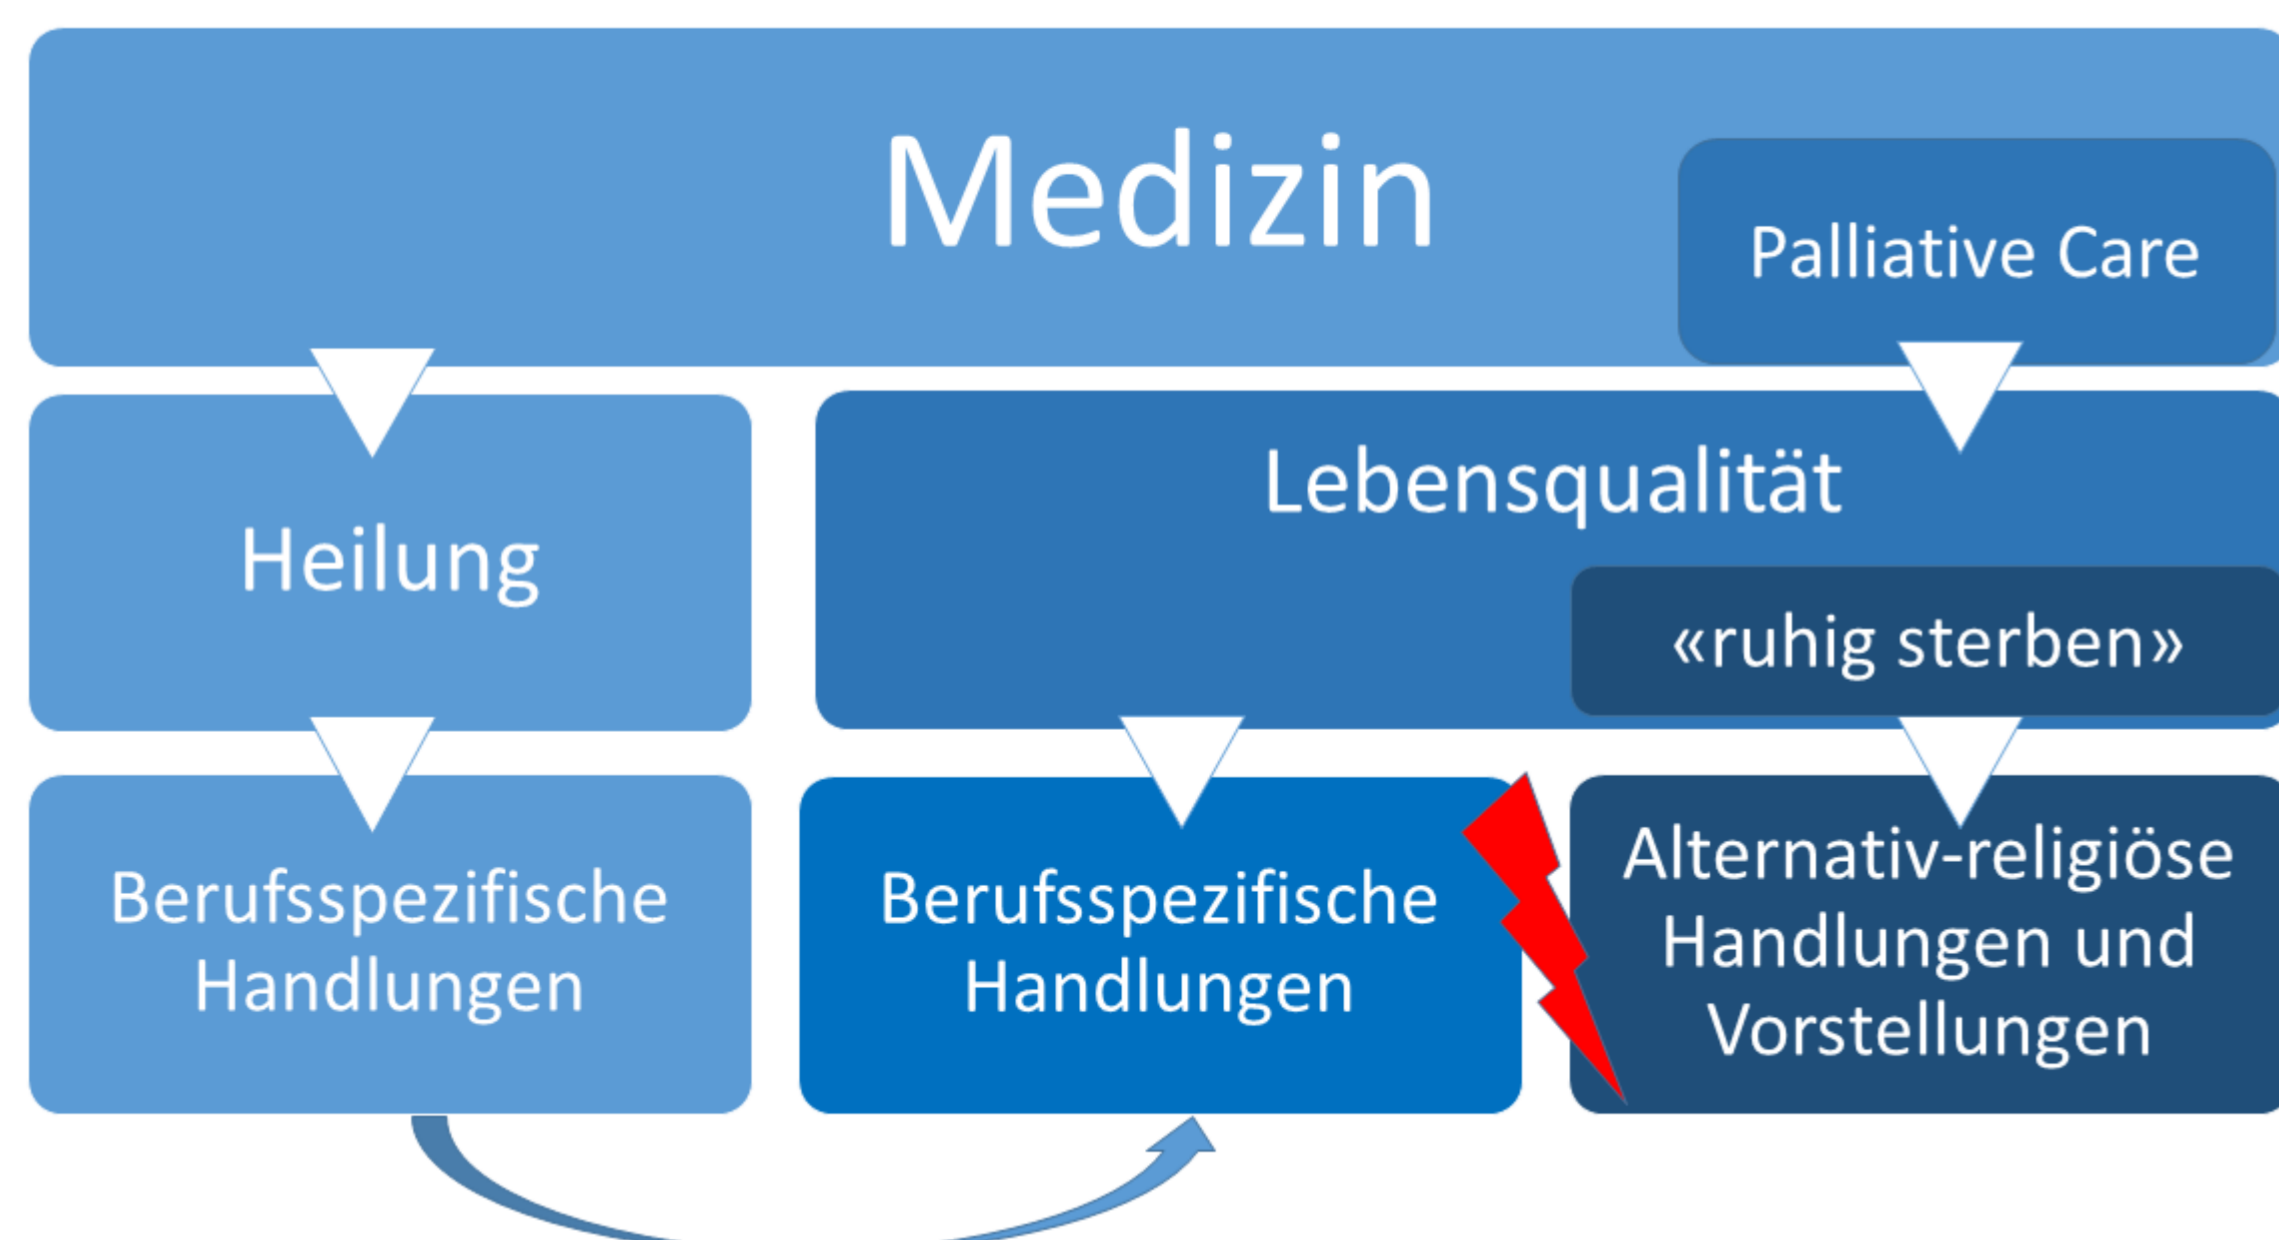 Medizin
Palliative Care
Heilung
Lebensqualität
«ruhig sterben»
Berufsspezifische
Handlungen
Berufsspezifische
Handlungen
Alternativ-religiöse
Handlungen und
Vorstellungen